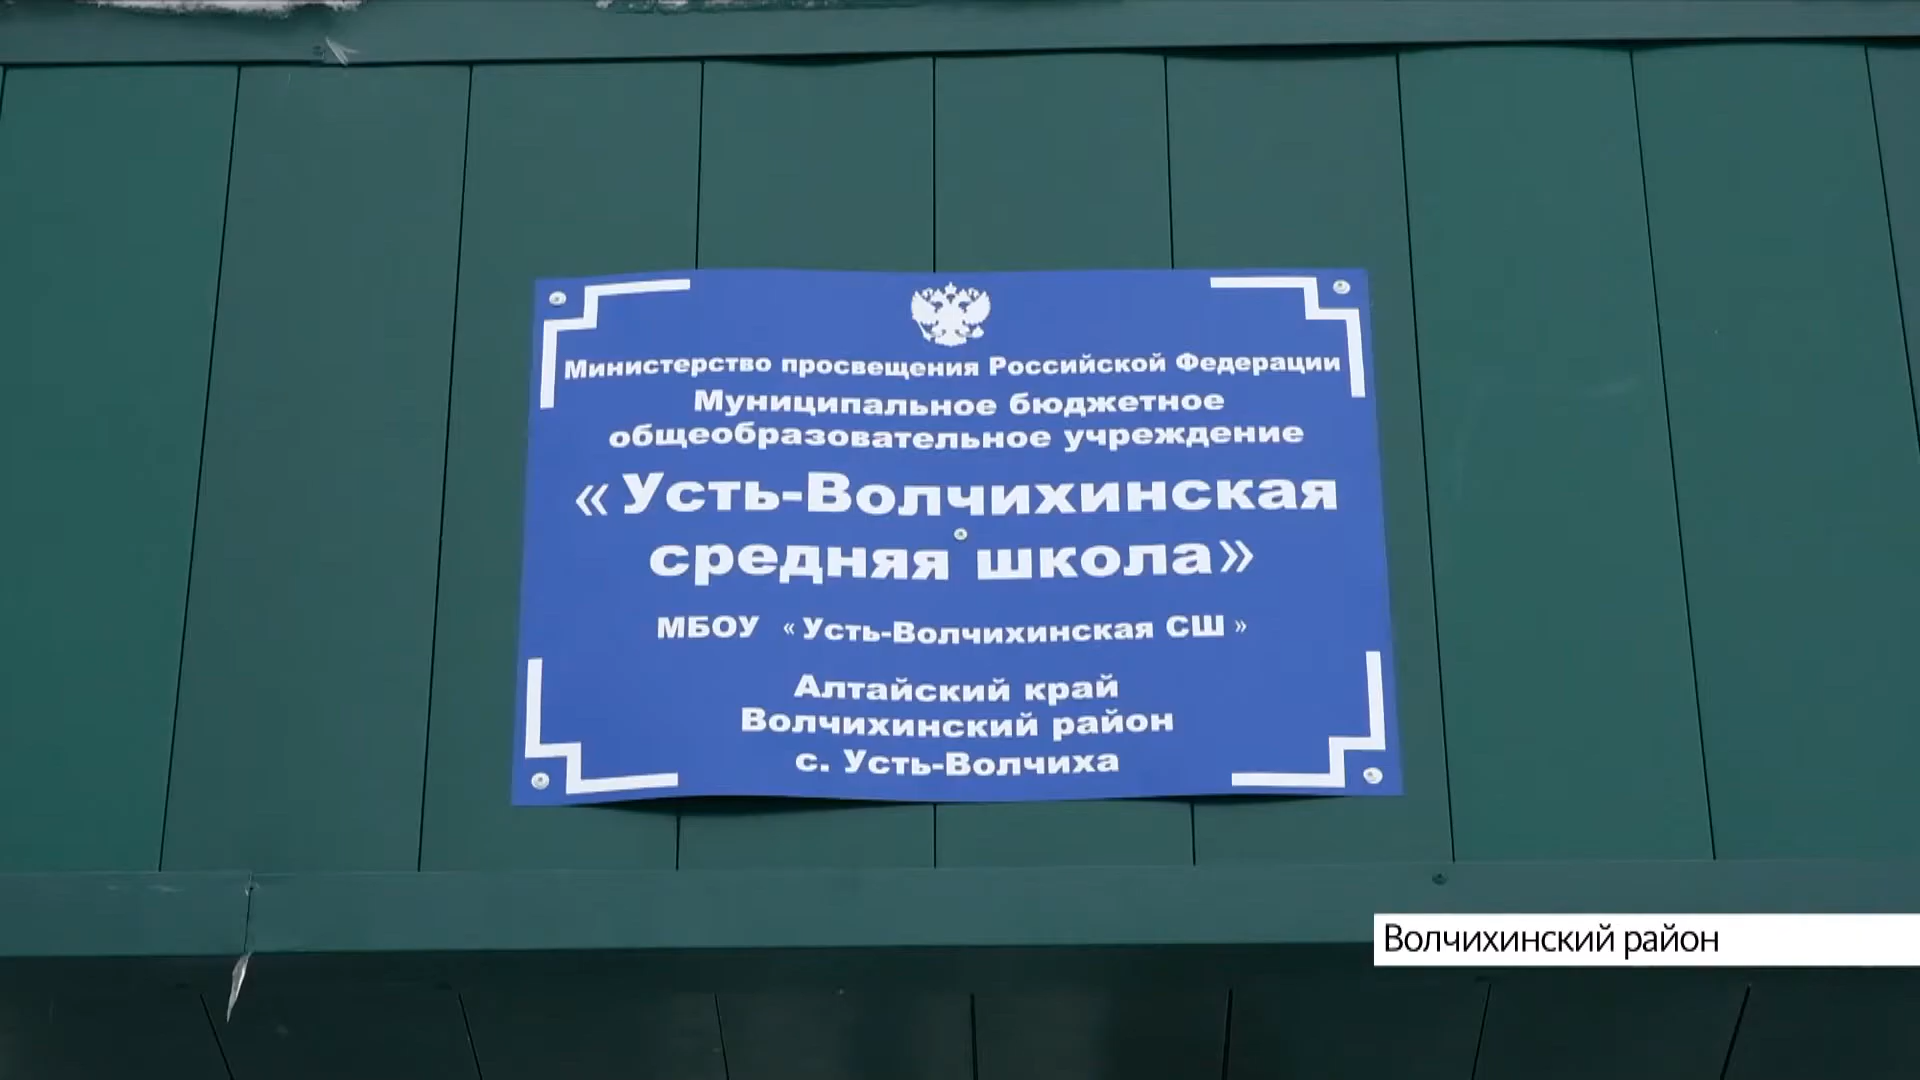 Министерство просвещения Российской Федерации
Муниципальное бюджетное
общеобразовательное учреждение
«Усть-Волчихинская
средняя школа»
МБОУ « Усть-Волчихинская СШ »
Алтайский край
Волчихинский район
с. Усть-Волчиха
Волчихинский район